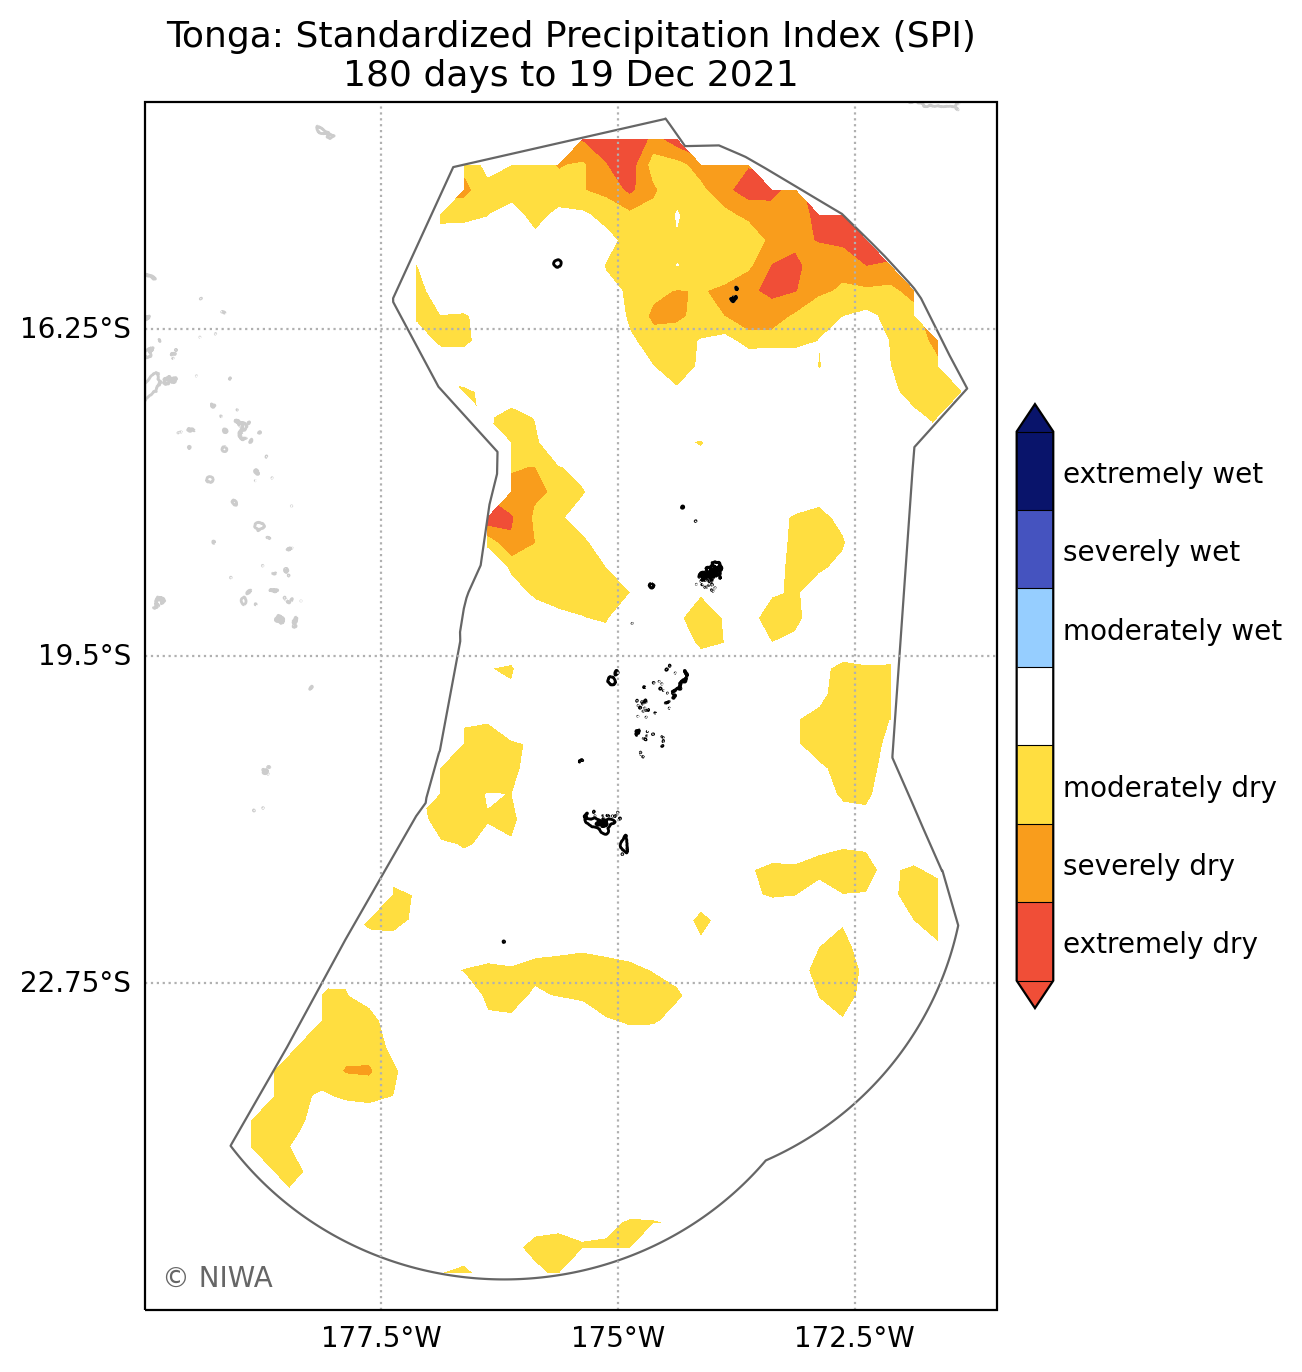 Tonga: Standardized Precipitation Index (SPI)
180 days to 19 Dec 2021
16.25°S
19.5°S
22.75°S
177.5°W
175°W
172.5°W
extremely wet
severely wet
moderately wet
moderately dry
severely dry
extremely dry
© NIWA